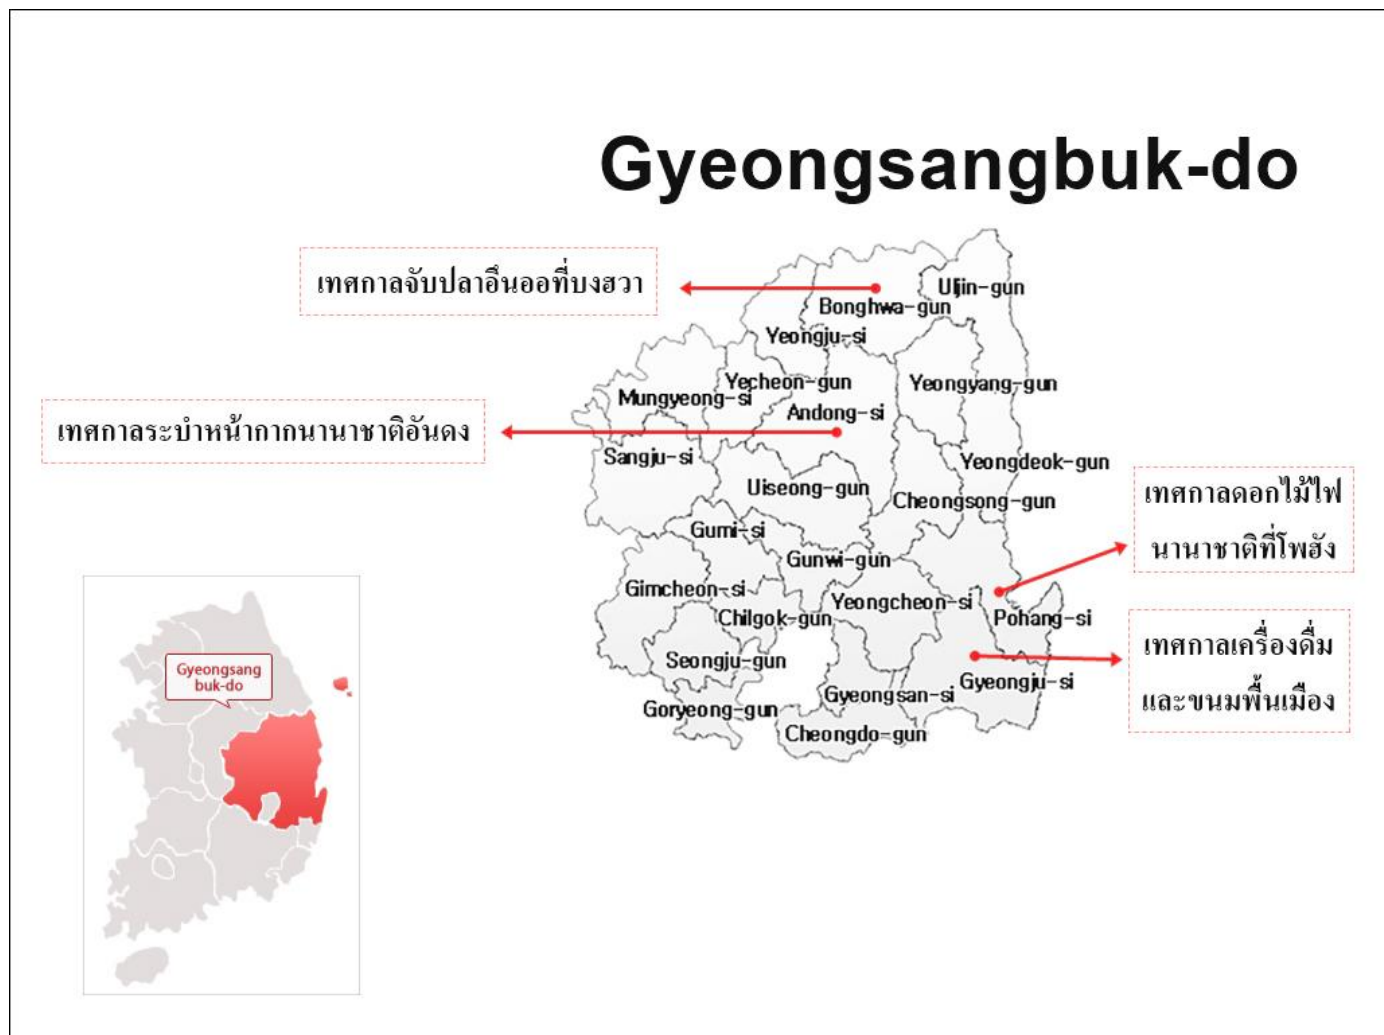 Gyeongsangbuk-do
เทศกาลจับปลาอึนออที่บงฮวา
Uljin-gun
Bonghwa-gun
Yeongju-si
Yecheon-gun
Yeongyang-gun
Mungyeong-si
Andong-si
เทศกาลระบำหน้ากากนานาชาติอันดง
Sangju-si
Yeongdeok-gun
Uiseong-gun
Cheongsong-gun
เทศกาลดอกไม้ไฟ
นานาชาติที่โพฮัง
Gumi-si
Gunwi-gun
Gimcheon-si
Yeongcheon-si
Chilgok-gun
Pohang-si
เทศกาลเครื่องดื่ม
และขนมพื้นเมือง
Seongju-gun
Gyeongju-si
Gyeongsan-si
Goryeong-gun
Cheongdo-gun
Gyeongsang
buk-do